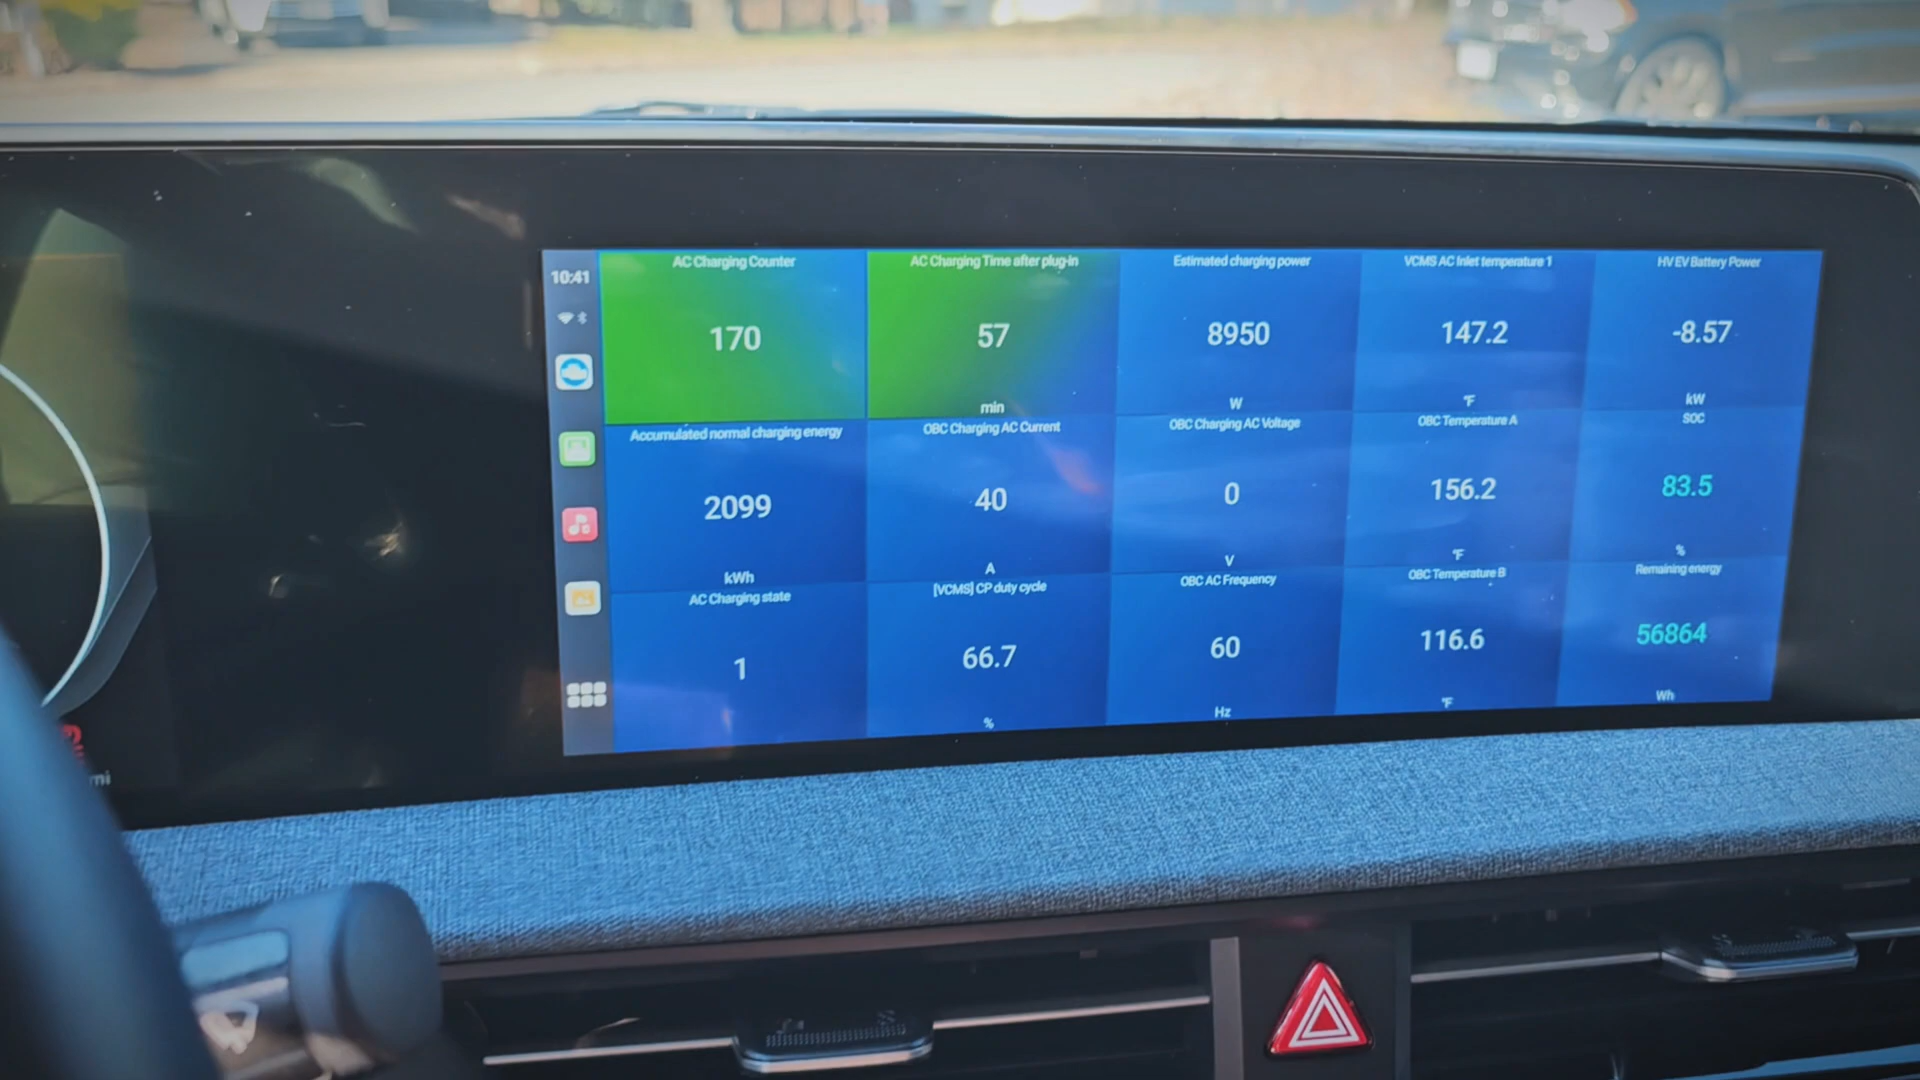 10:41
AC Charging Counter
170
AC Charging Time after plug-in
57
min
Estimated charging power
8950
W
VCMS AC Inlet temperature 1
147.2
°F
HV EV Battery Power
-8.57
kW
Accumulated normal charging energy
2099
kWh
OBC Charging AC Current
40
A
OBC Charging AC Voltage
0
V
OBC Temperature A
156.2
°F
SOC
83.5
%
AC Charging state
1
[VCMS] CP duty cycle
66.7
%
OBC AC Frequency
60
Hz
OBC Temperature B
116.6
°F
Remaining energy
56864
Wh
mi